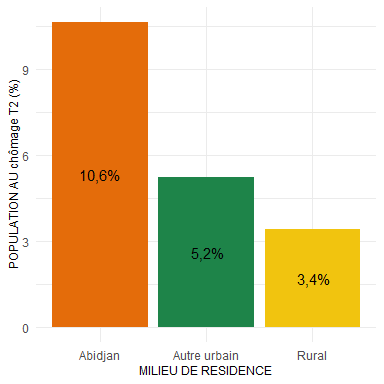 POPULATION AU chômage T2 (%)
9
6
3
0
10,6%
5,2%
3,4%
Abidjan
Autre urbain
Rural
MILIEU DE RESIDENCE